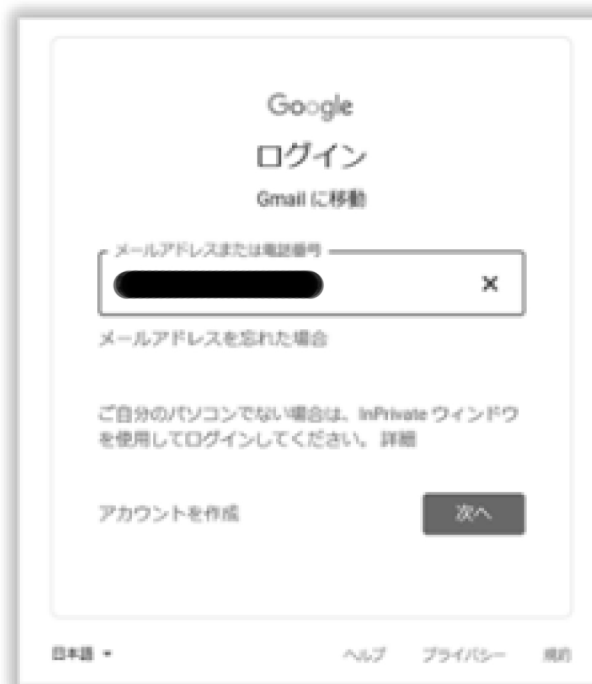 Google
ログイン
Gmail に移動
メールアドレスまたは電話番号
メールアドレスを忘れた場合
ご自分のパソコンでない場合は、InPrivate ウィンドウ
を使用してログインしてください。 詳細
アカウントを作成
次へ
日本語
ヘルプ プライバシー 規約